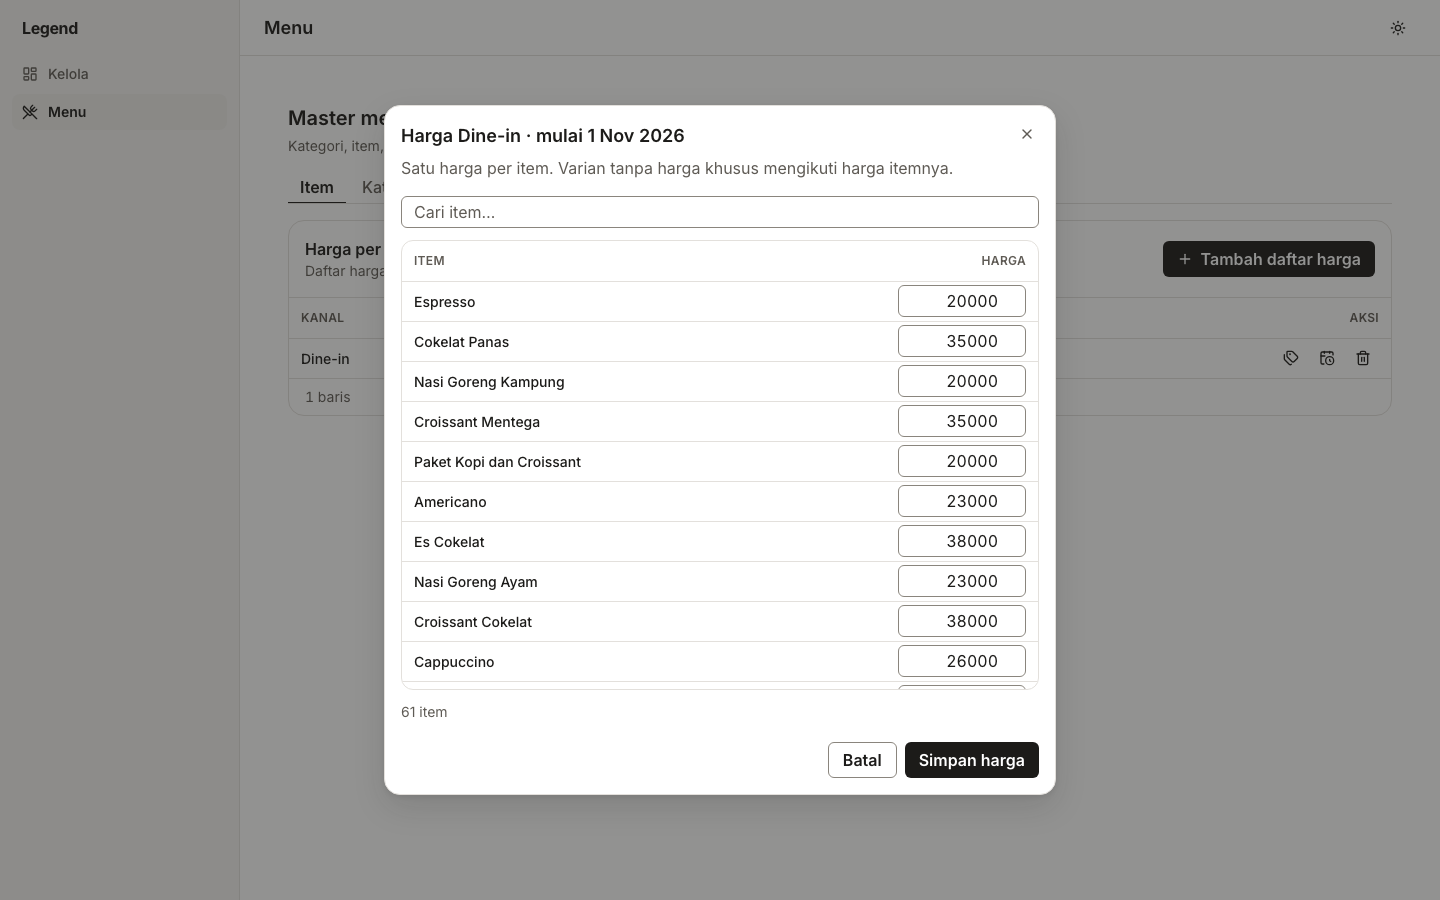 Legend
Menu
Kelola
Menu
Master me
Kategori, item,
Item
Kat
Harga per
Daftar harga
Tambah daftar harga
KANAL
AKSI
Dine-in
1 baris
Harga Dine-in · mulai 1 Nov 2026
Satu harga per item. Varian tanpa harga khusus mengikuti harga itemnya.
Cari item...
ITEM HARGA
Espresso 20000
Cokelat Panas 35000
Nasi Goreng Kampung 20000
Croissant Mentega 35000
Paket Kopi dan Croissant 20000
Americano 23000
Es Cokelat 38000
Nasi Goreng Ayam 23000
Croissant Cokelat 38000
Cappuccino 26000
61 item
Batal Simpan harga